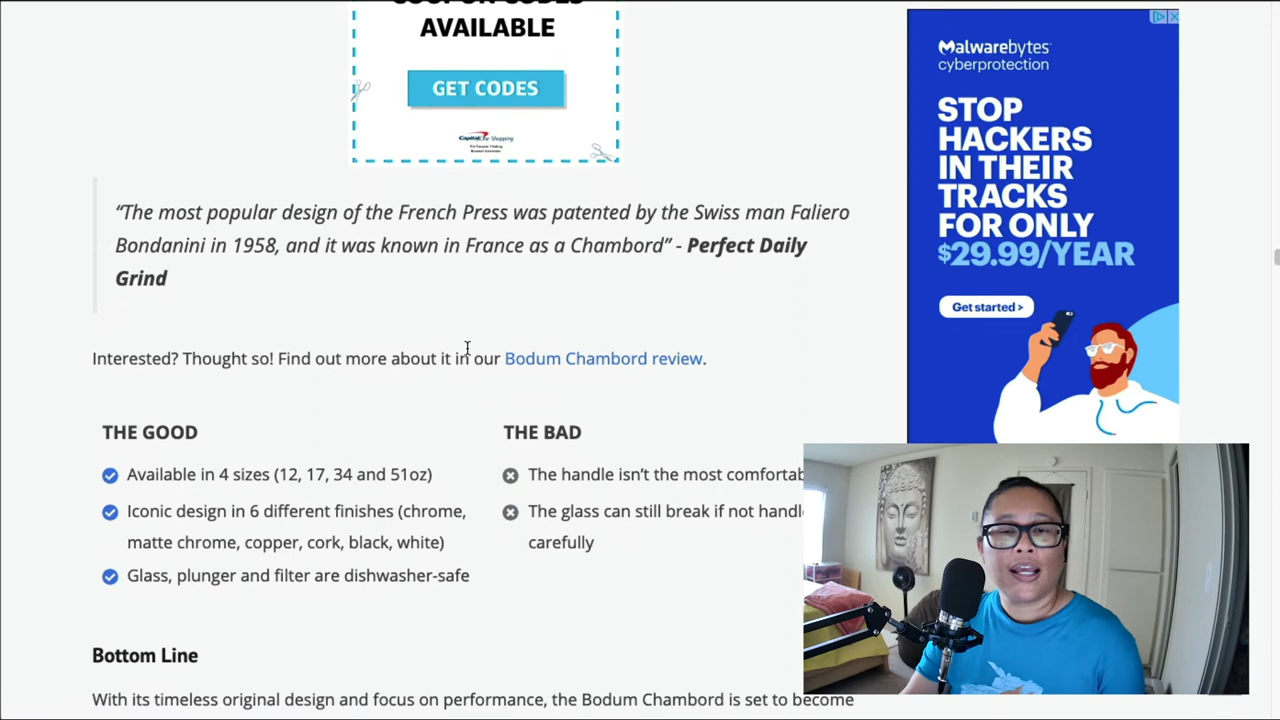 COUPON CODES
AVAILABLE
GET CODES
Capital One Shopping
“The most popular design of the French Press was patented by the Swiss man Faliero
Bondanini in 1958, and it was known in France as a Chambord” - Perfect Daily
Grind
Interested? Thought so! Find out more about it in our Bodum Chambord review.
THE GOOD
Available in 4 sizes (12, 17, 34 and 51oz)
Iconic design in 6 different finishes (chrome,
matte chrome, copper, cork, black, white)
Glass, plunger and filter are dishwasher-safe
THE BAD
The handle isn’t the most comfortab
The glass can still break if not handl
carefully
Bottom Line
With its timeless original design and focus on performance, the Bodum Chambord is set to become
Malwarebytes
cyberprotection
STOP
HACKERS
IN THEIR
TRACKS
FOR ONLY
$29.99/YEAR
Get started >